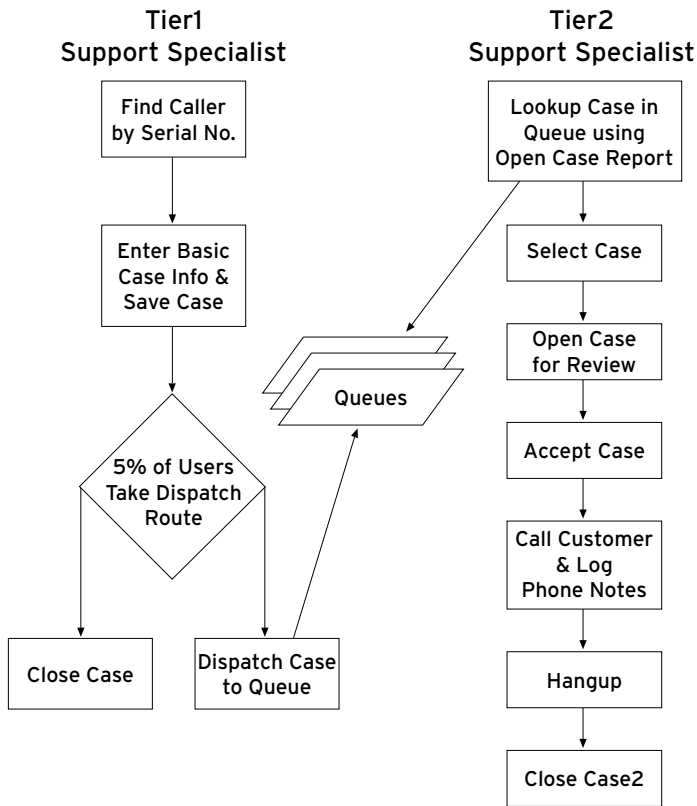 Tier1
Support Specialist
Find Caller
by Serial No.
Enter Basic
Case Info &
Save Case
5% of Users
Take Dispatch
Route
Close Case
Dispatch Case
to Queue
Queues
Tier2
Support Specialist
Lookup Case in
Queue using
Open Case Report
Select Case
Open Case
for Review
Accept Case
Call Customer
& Log
Phone Notes
Hangup
Close Case2